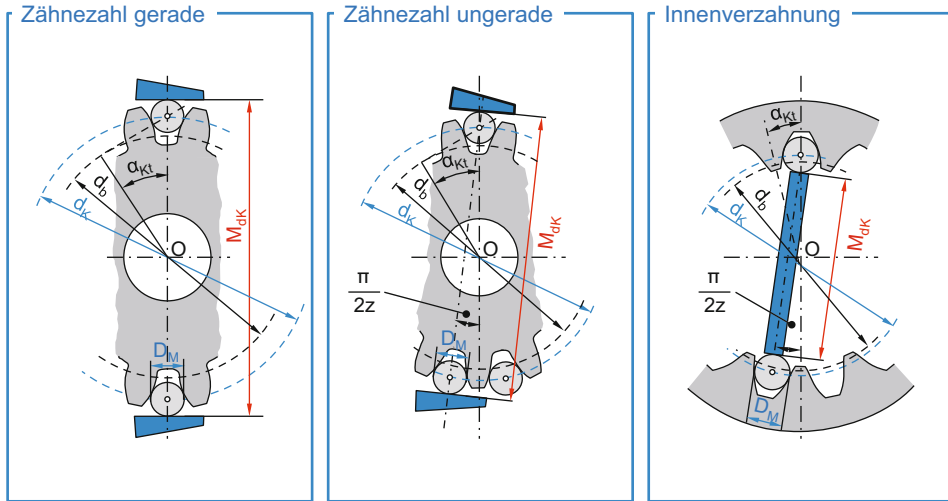 Zähnezahl gerade
α_Kt
d_b
d_K
O
M_dK
D_M
Zähnezahl ungerade
α_Kt
d_b
d_K
O
M_dK
π
2z
D_M
Innenverzahnung
α_Kt
d_b
d_K
O
M_dK
π
2z
D_M